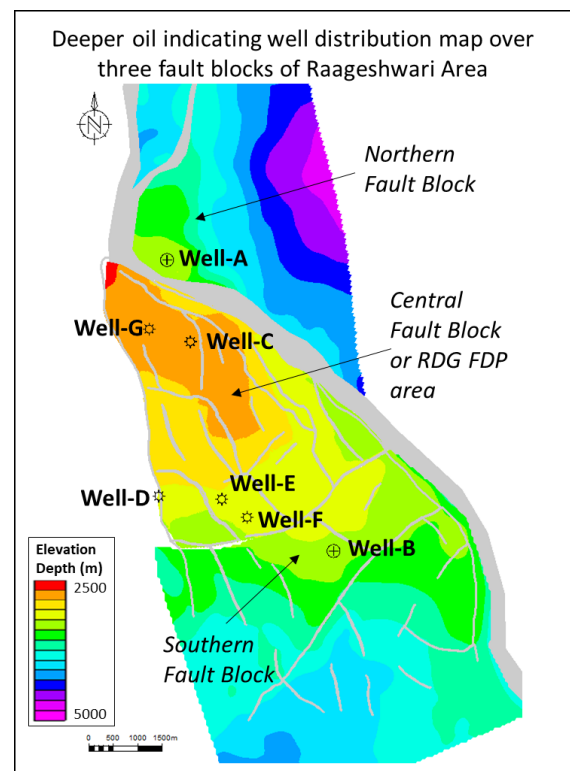 Deeper oil indicating well distribution map over
three fault blocks of Raageshwari Area
N
Northern
Fault Block
Well-A
Central
Fault Block
or RDG FDP
area
Well-G
Well-C
Well-D
Well-E
Well-F
Well-B
Elevation
Depth (m)
2500
5000
Southern
Fault Block
0 500 1000 1500m